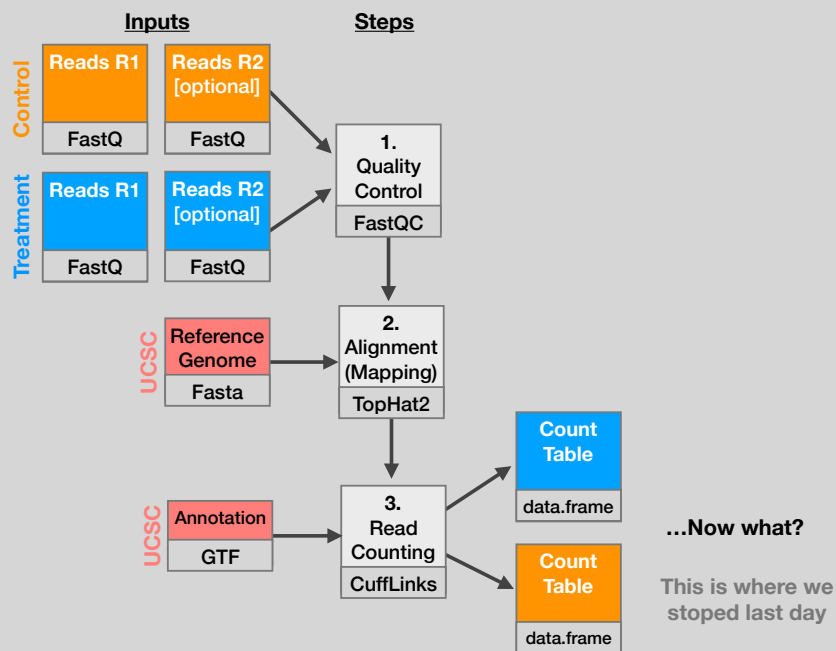 Inputs
Steps
Control
Reads R1
FastQ
Reads R2
[optional]
FastQ
Treatment
Reads R1
FastQ
Reads R2
[optional]
FastQ
1.
Quality
Control
FastQC
UCSC
Reference
Genome
Fasta
2.
Alignment
(Mapping)
TopHat2
UCSC
Annotation
GTF
3.
Read
Counting
CuffLinks
Count
Table
data.frame
Count
Table
data.frame
...Now what?
This is where we
stoped last day